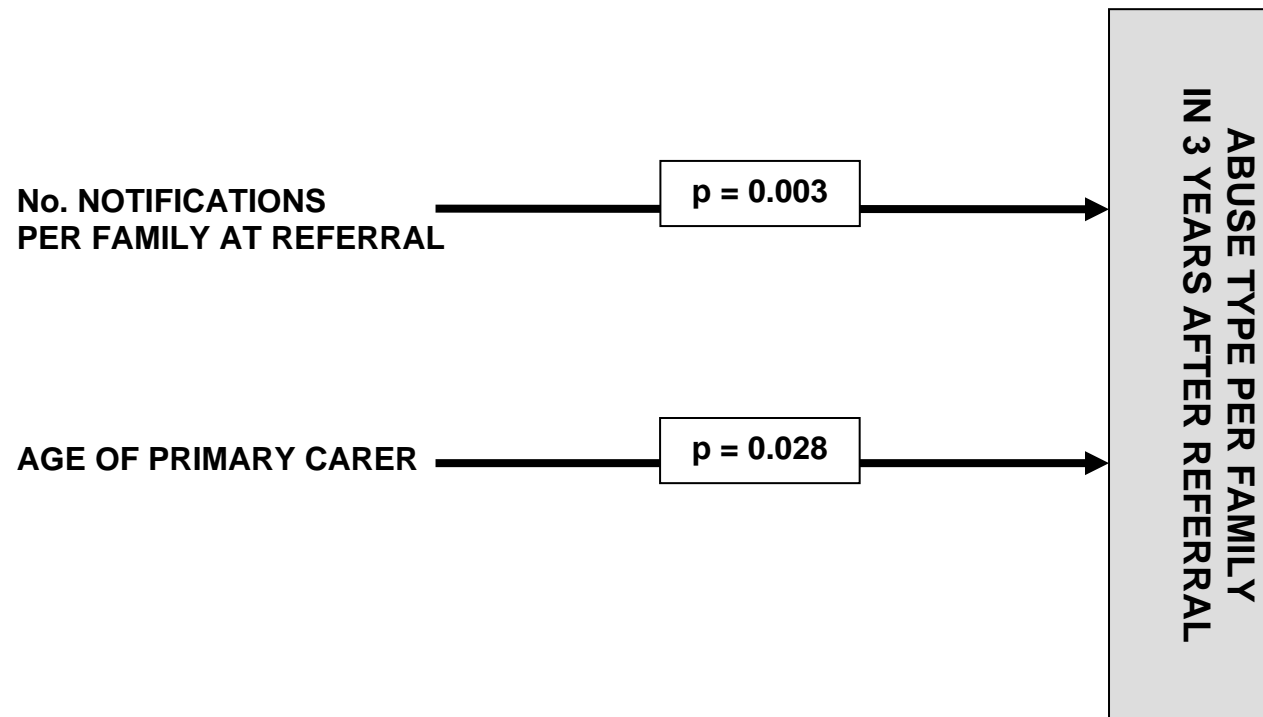 No. NOTIFICATIONS
PER FAMILY AT REFERRAL
p = 0.003
AGE OF PRIMARY CARER
p = 0.028
ABUSE TYPE PER FAMILY
IN 3 YEARS AFTER REFERRAL